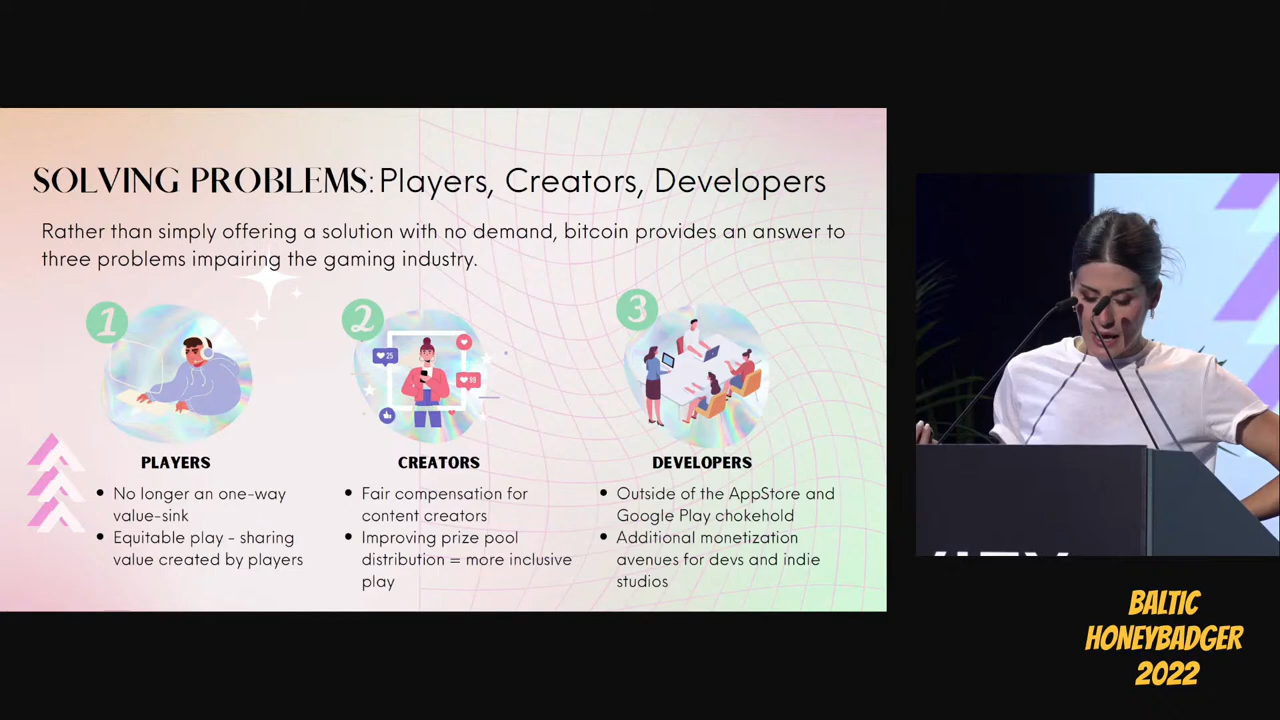 SOLVING PROBLEMS: Players, Creators, Developers
Rather than simply offering a solution with no demand, bitcoin provides an answer to
three problems impairing the gaming industry.
1
2
3
25
99
PLAYERS
CREATORS
DEVELOPERS
• No longer an one-way
value-sink
• Equitable play - sharing
value created by players
• Fair compensation for
content creators
• Improving prize pool
distribution = more inclusive
play
• Outside of the AppStore and
Google Play chokehold
• Additional monetization
avenues for devs and indie
studios
BALTIC
HONEYBADGER
2022